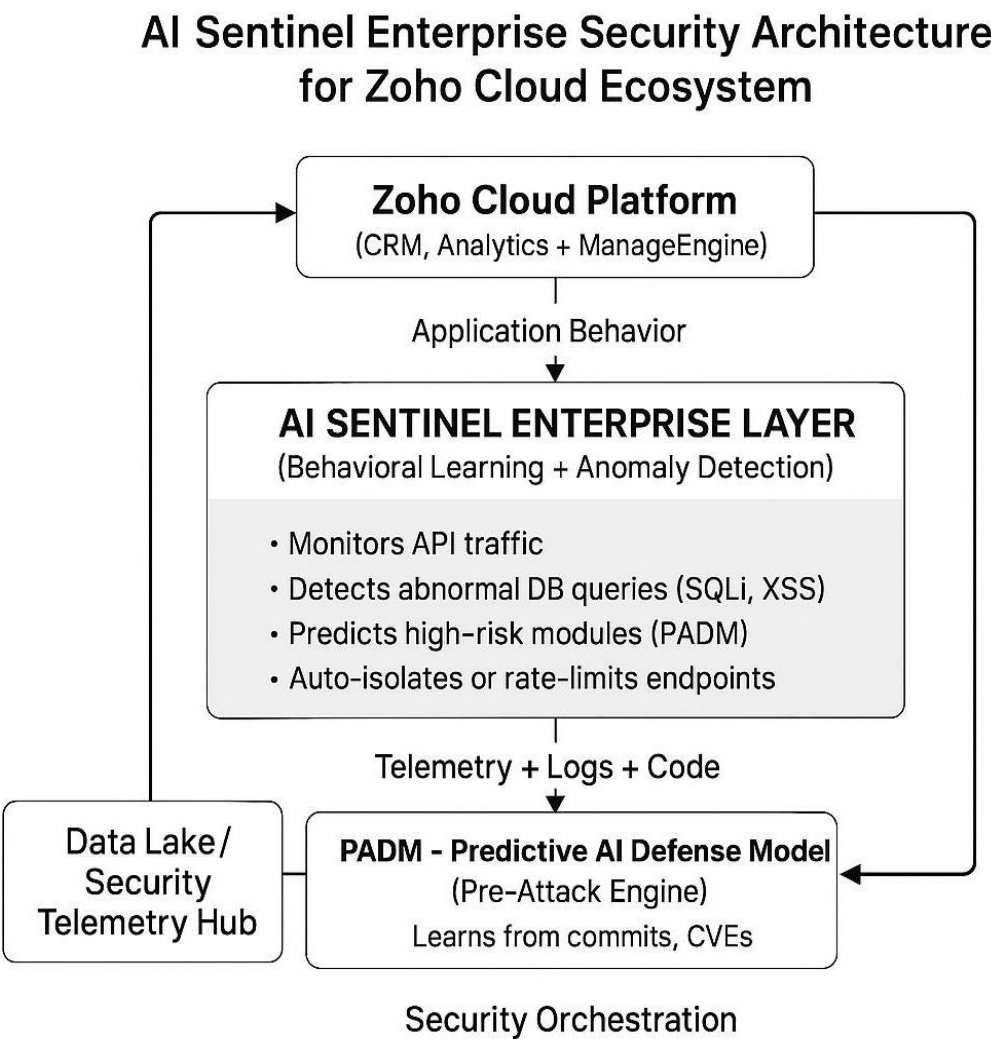 AI Sentinel Enterprise Security Architecture
for Zoho Cloud Ecosystem
Zoho Cloud Platform
(CRM, Analytics + ManageEngine)
Application Behavior
AI SENTINEL ENTERPRISE LAYER
(Behavioral Learning + Anomaly Detection)
• Monitors API traffic
• Detects abnormal DB queries (SQLi, XSS)
• Predicts high-risk modules (PADM)
• Auto-isolates or rate-limits endpoints
Telemetry + Logs + Code
Data Lake/
Security
Telemetry Hub
PADM - Predictive AI Defense Model
(Pre-Attack Engine)
Learns from commits, CVEs
Security Orchestration